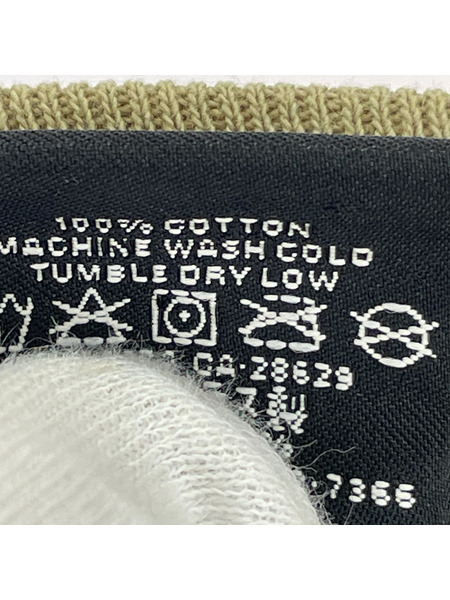 100% COTTON
MACHINE WASH COLD
TUMBLE DRY LOW
CA·28629
7366